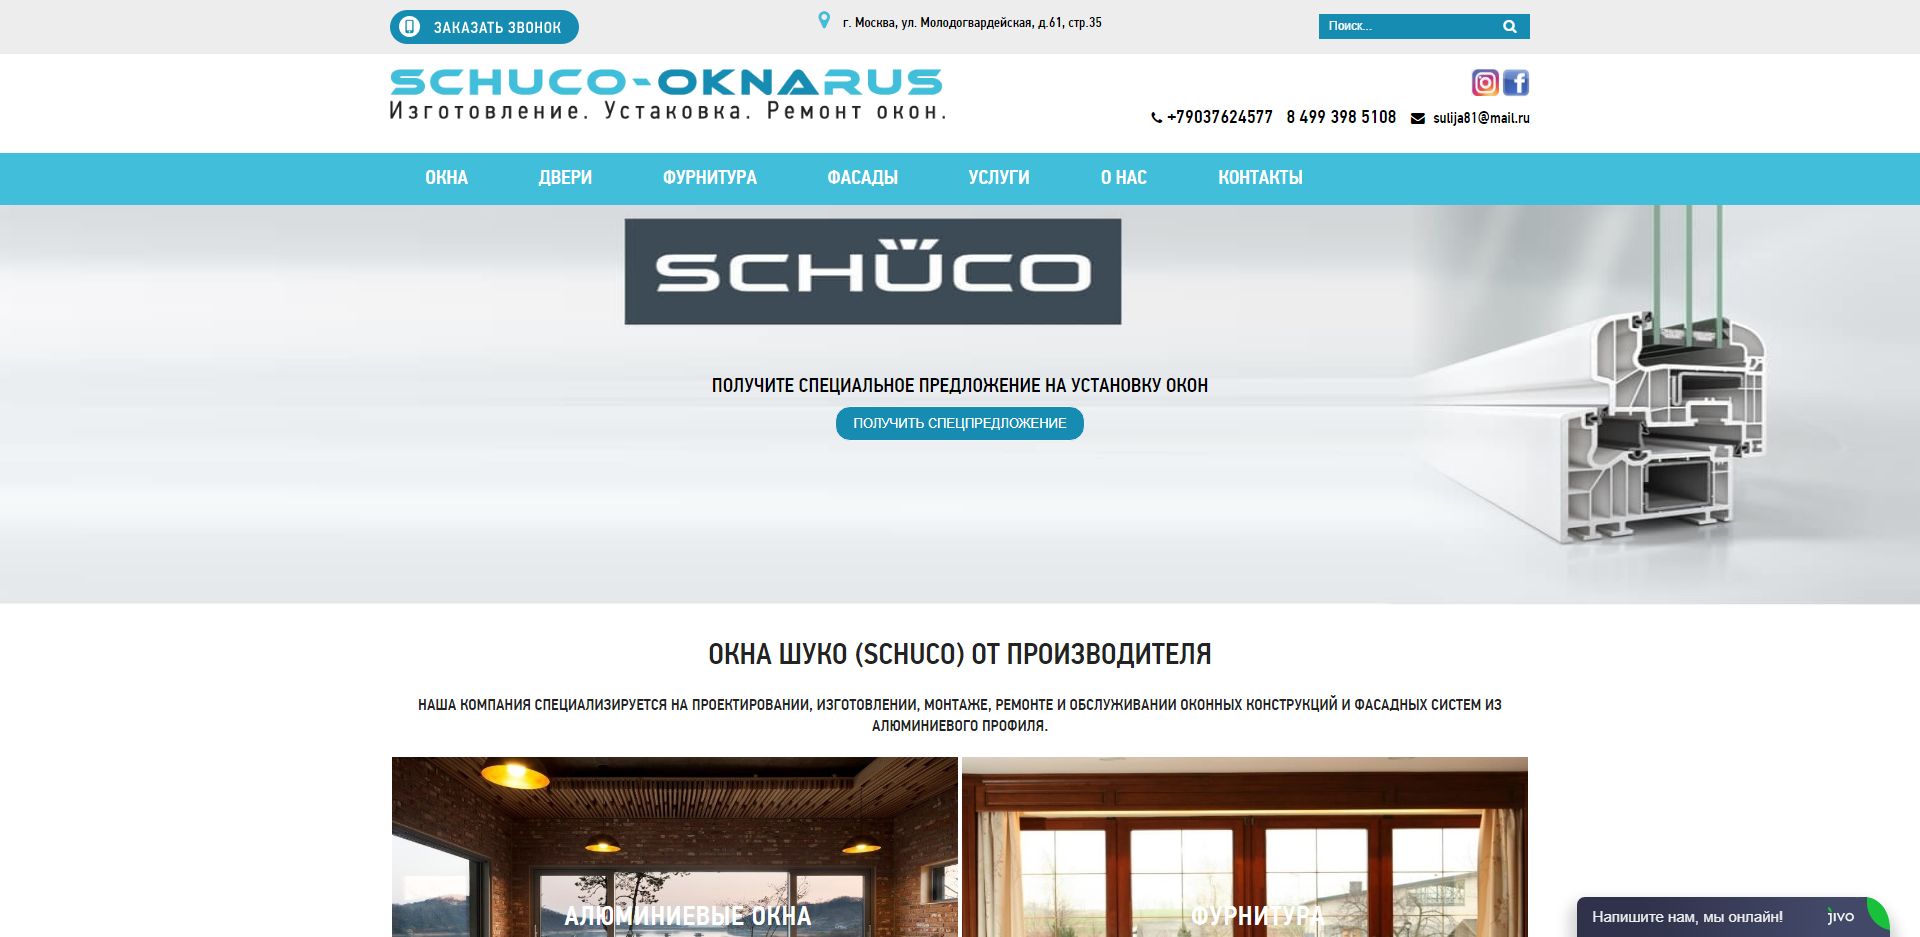 ЗАКАЗАТЬ ЗВОНОК
г. Москва, ул. Молодогвардейская, д.61, стр.35
Поиск...
SCHUCO-OKNARUS
Изготовление. Установка. Ремонт окон.
+79037624577 8 499 398 5108 sulija81@mail.ru
ОКНА ДВЕРИ ФУРНИТУРА ФАСАДЫ УСЛУГИ О НАС КОНТАКТЫ
SCHÜCO
ПОЛУЧИТЕ СПЕЦИАЛЬНОЕ ПРЕДЛОЖЕНИЕ НА УСТАНОВКУ ОКОН
ПОЛУЧИТЬ СПЕЦПРЕДЛОЖЕНИЕ
ОКНА ШУКО (SCHUCO) ОТ ПРОИЗВОДИТЕЛЯ
НАША КОМПАНИЯ СПЕЦИАЛИЗИРУЕТСЯ НА ПРОЕКТИРОВАНИИ, ИЗГОТОВЛЕНИИ, МОНТАЖЕ, РЕМОНТЕ И ОБСЛУЖИВАНИИ ОКОННЫХ КОНСТРУКЦИЙ И ФАСАДНЫХ СИСТЕМ ИЗ
АЛЮМИНИЕВОГО ПРОФИЛЯ.
АЛЮМИНИЕВЫЕ ОКНА
ФУРНИТУРА
Напишите нам, мы онлайн!
jivo